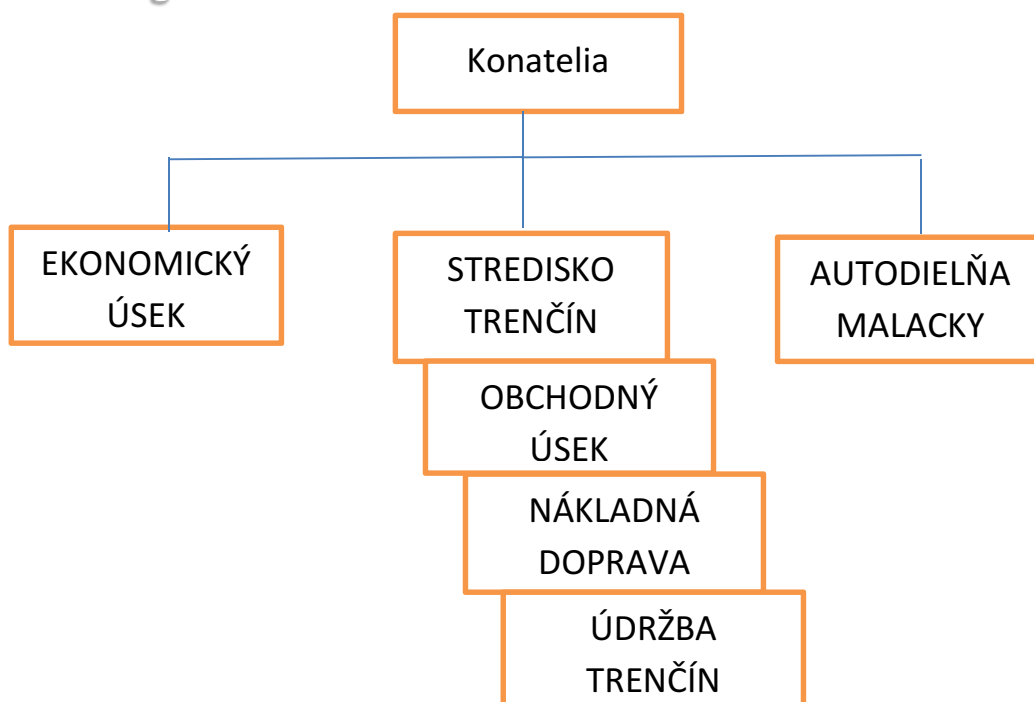 Konatelia
EKONOMICKÝ
ÚSEK
STREDISKO
TRENČÍN
AUTODIELŇA
MALACKY
OBCHODNÝ
ÚSEK
NÁKLADNÁ
DOPRAVA
ÚDRŽBA
TRENČÍN